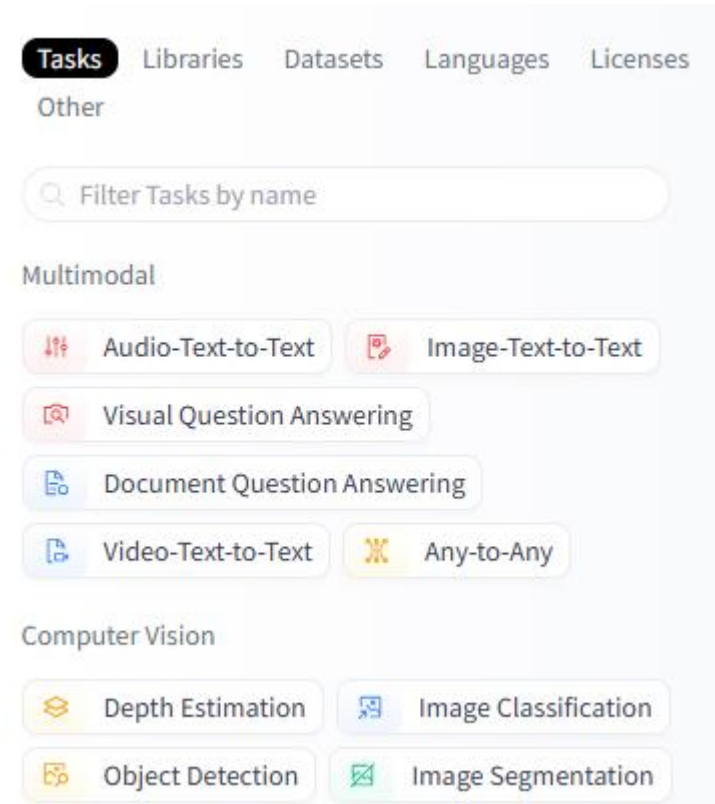 Tasks Libraries Datasets Languages Licenses
Other
Filter Tasks by name
Multimodal
Audio-Text-to-Text Image-Text-to-Text
Visual Question Answering
Document Question Answering
Video-Text-to-Text Any-to-Any
Computer Vision
Depth Estimation Image Classification
Object Detection Image Segmentation